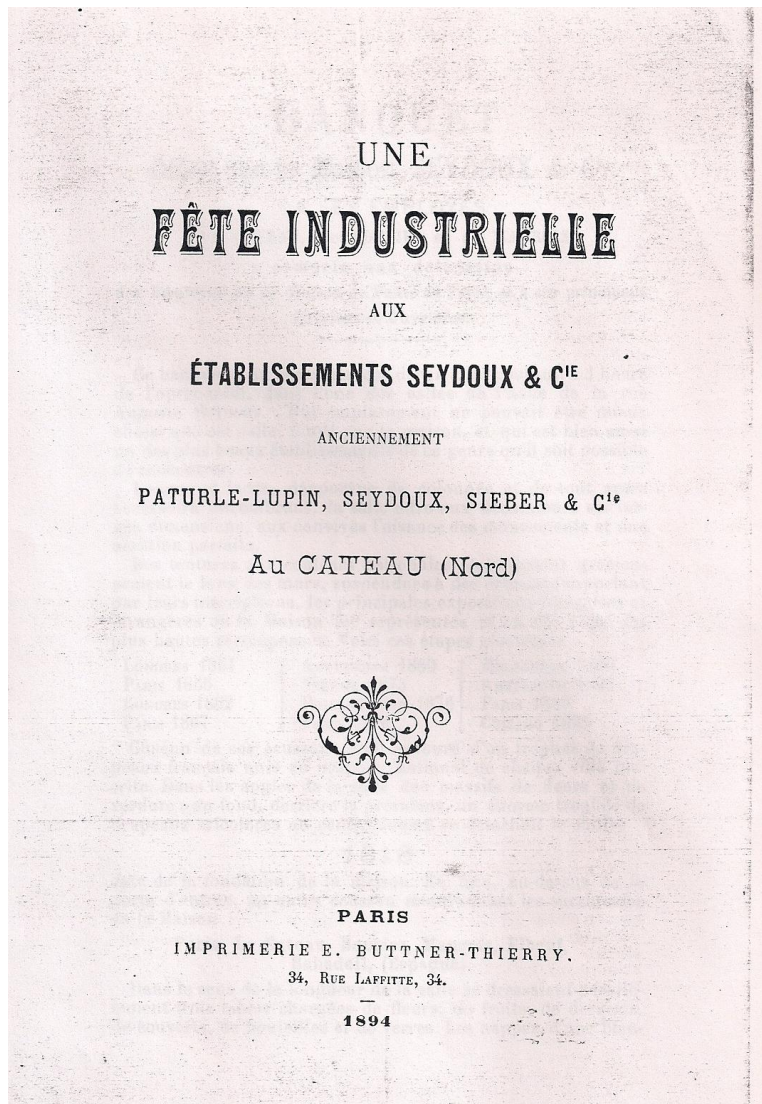 UNE
FÊTE INDUSTRIELLE
AUX
ÉTABLISSEMENTS SEYDOUX & CIE
ANCIENNEMENT
PATURLE-LUPIN, SEYDOUX, SIEBER & Cie
Au CATEAU (Nord)
PARIS
IMPRIMERIE E. BUTTNER-THIERRY.
34, RUE LAFFITTE, 34.
1894